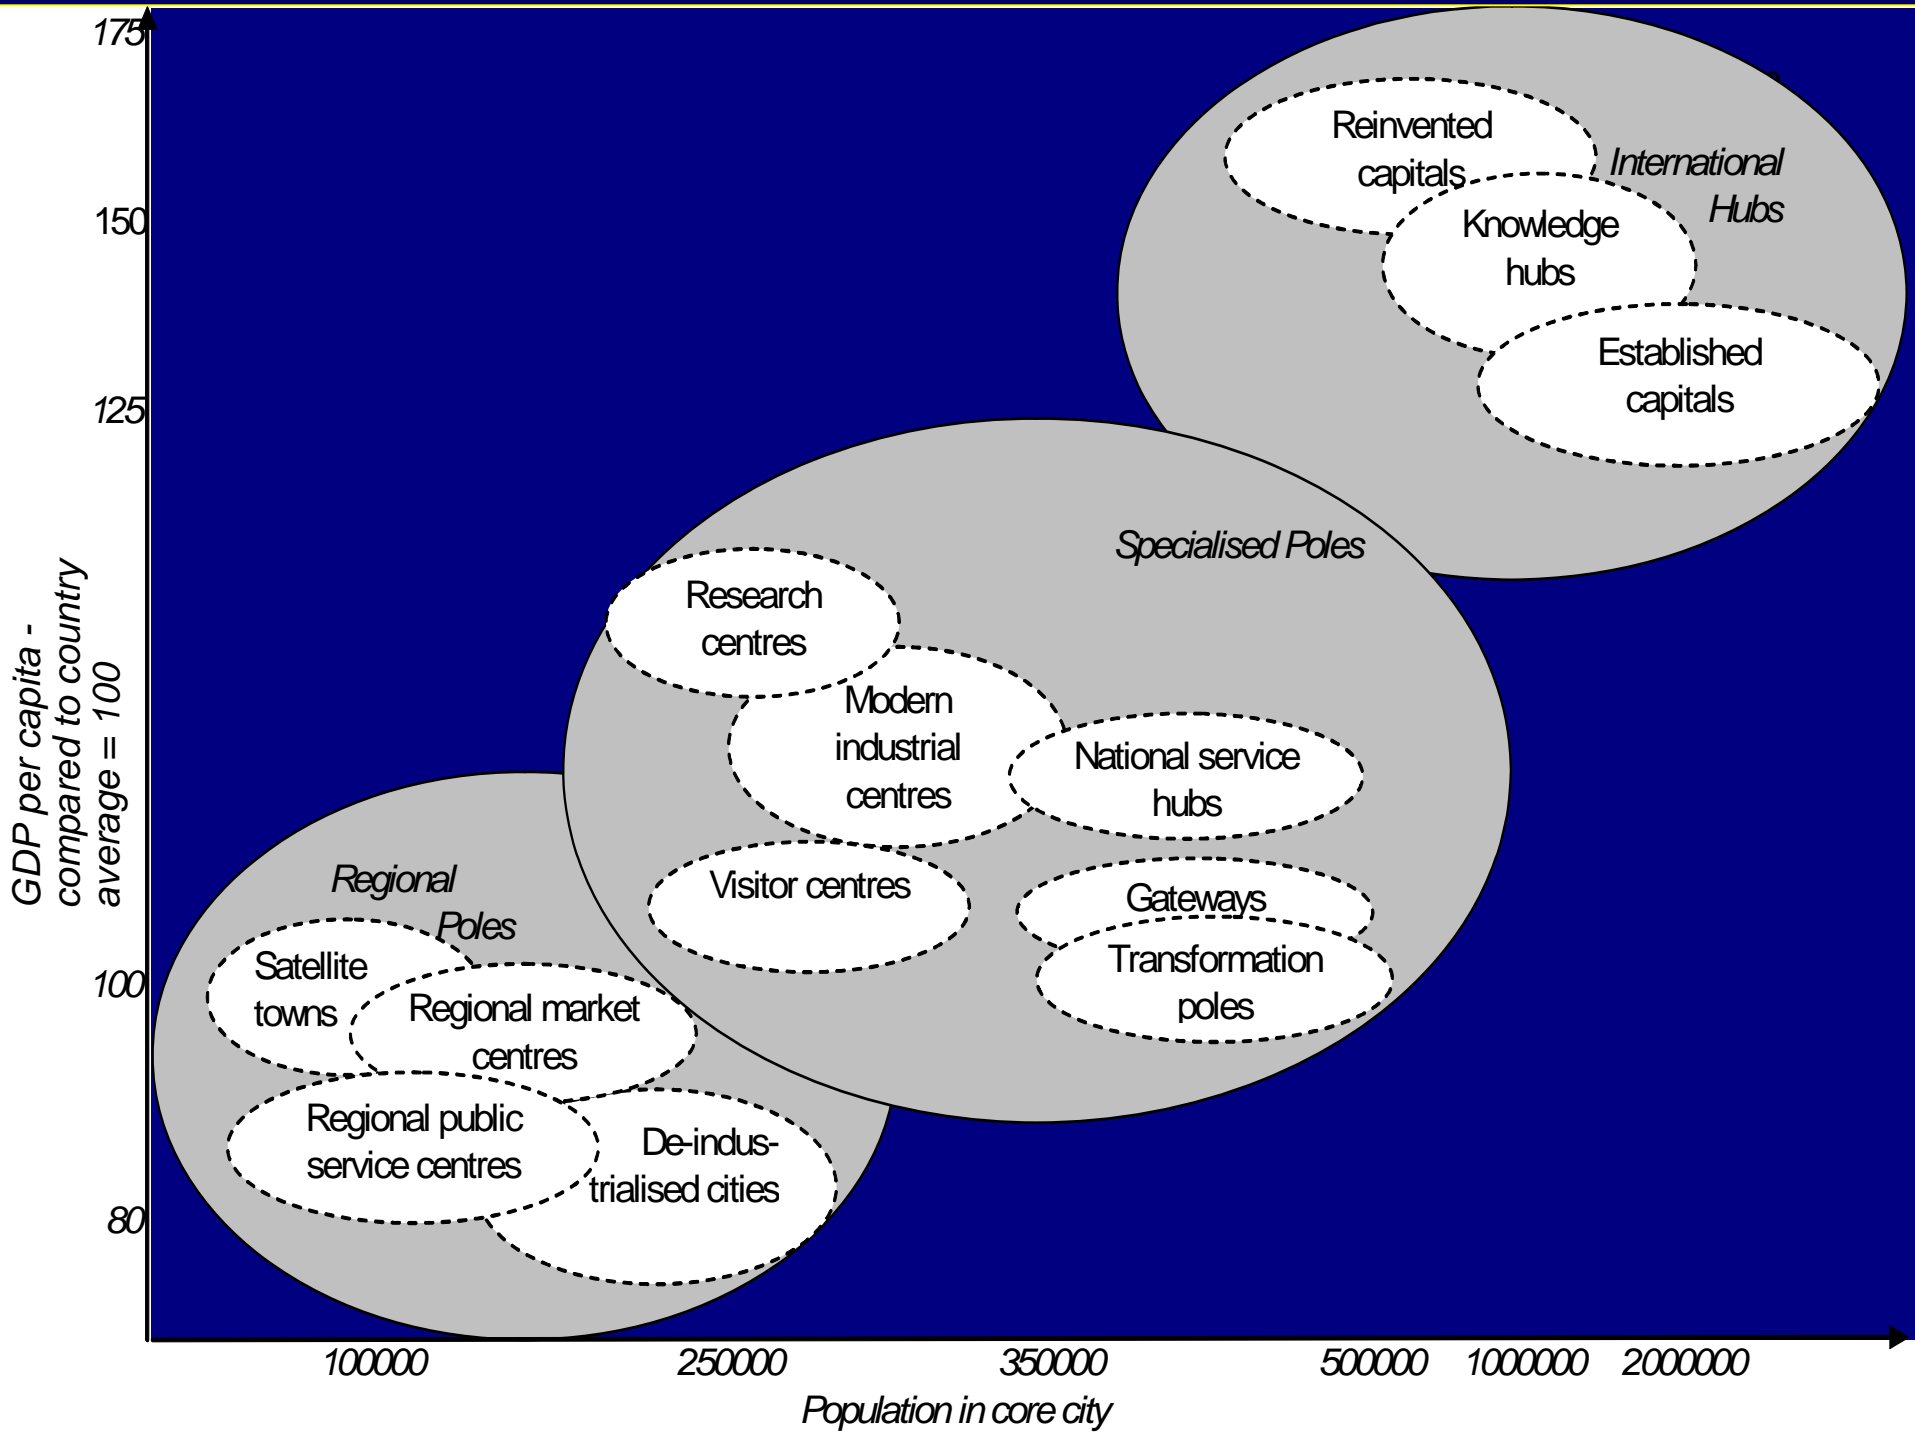 175
150
125
100
80
GDP per capita -
compared to country
average = 100
Reinvented
capitals
International
Hubs
Knowledge
hubs
Established
capitals
Specialised Poles
Research
centres
Modern
industrial
centres
National service
hubs
Visitor centres
Gateways
Transformation
poles
Regional
Poles
Satellite
towns
Regional market
centres
Regional public
service centres
De-indus-
trialised cities
100000 250000 350000 500000 1000000 2000000
Population in core city